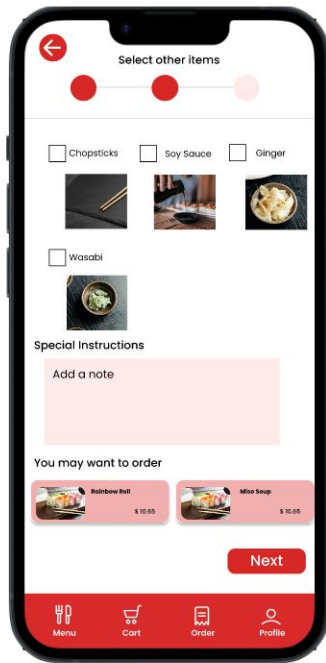 Select other items
Chopsticks
Soy Sauce
Ginger
Wasabi
Special Instructions
Add a note
You may want to order
Rainbow Roll
$ 10.65
Miso Soup
$ 10.65
Next
Menu
Cart
Order
Profile